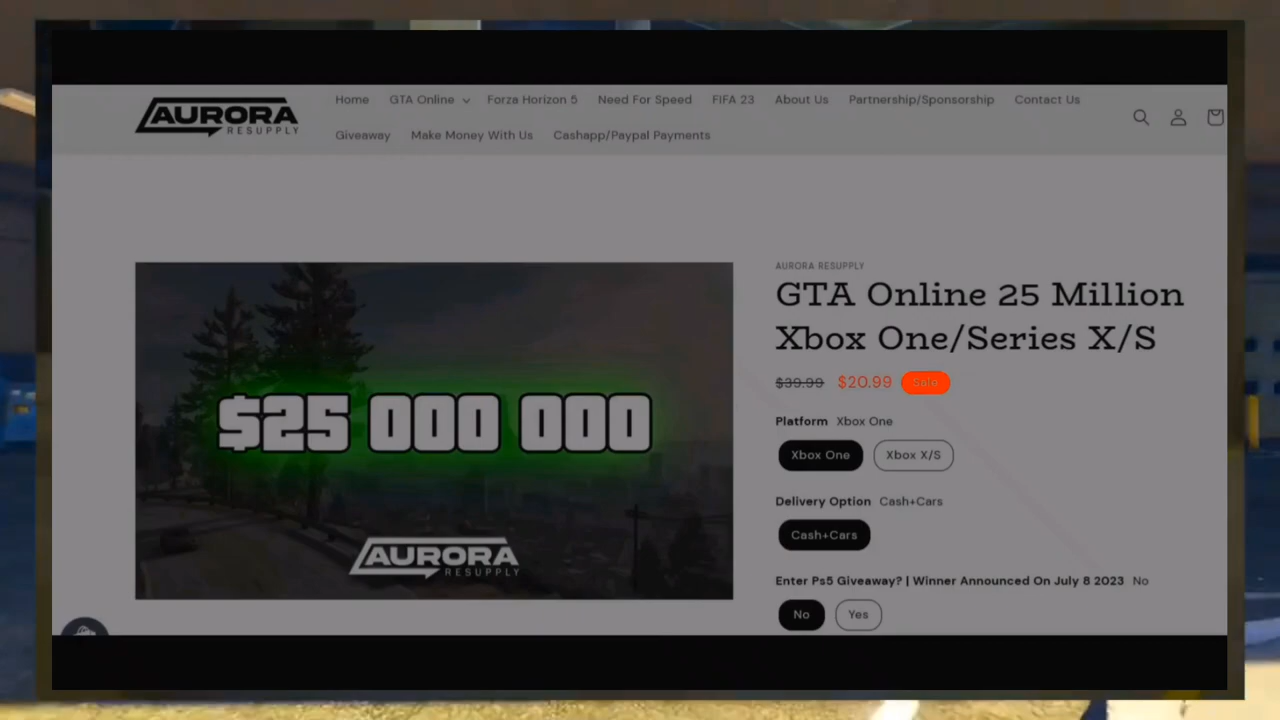 AURORA
RESUPPLY
Home GTA Online Forza Horizon 5 Need For Speed FIFA 23 About Us Partnership/Sponsorship Contact Us
Giveaway Make Money With Us Cashapp/Paypal Payments
$25 000 000
AURORA
RESUPPLY
AURORA RESUPPLY
GTA Online 25 Million
Xbox One/Series X/S
$39.99 $20.99 Sale
Platform Xbox One
Xbox One Xbox X/S
Delivery Option Cash+Cars
Cash+Cars
Enter Ps5 Giveaway? | Winner Announced On July 8 2023 No
No Yes